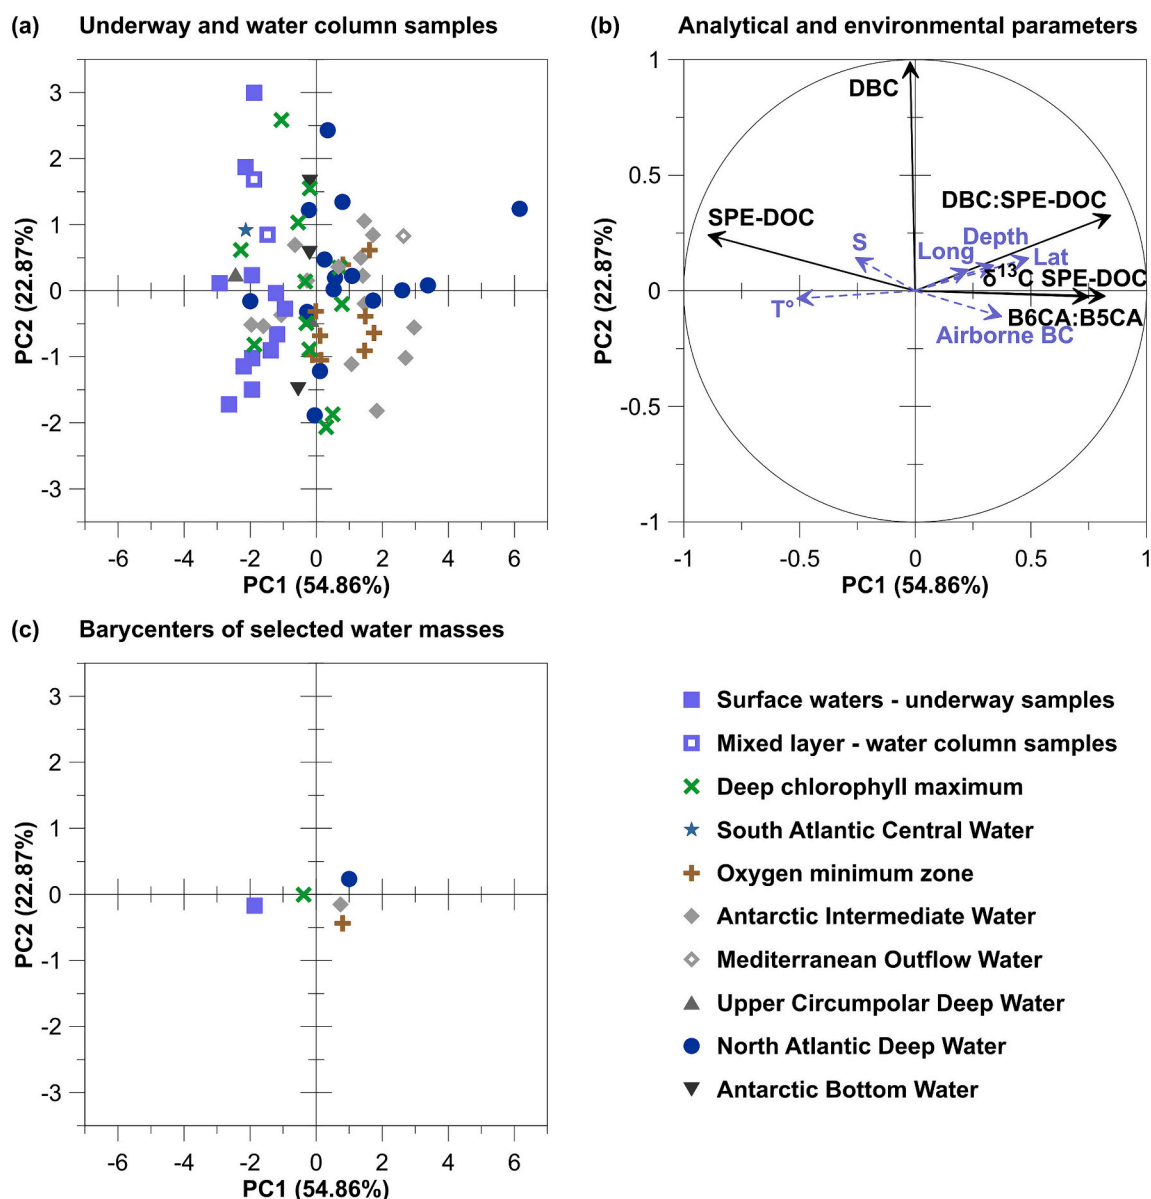 (a) Underway and water column samples
3
2
1
0
-1
-2
-3
PC2 (22.87%)
-6 -4 -2 0 2 4 6
PC1 (54.86%)
(b) Analytical and environmental parameters
1
0.5
0
-0.5
-1
PC2 (22.87%)
DBC
DBC:SPE-DOC
SPE-DOC
S
Long
Depth
Lat
δ¹³C SPE-DOC
T°
B6CA:B5CA
Airborne BC
-1 -0.5 0 0.5 1
PC1 (54.86%)
(c) Barycenters of selected water masses
3
2
1
0
-1
-2
-3
PC2 (22.87%)
-6 -4 -2 0 2 4 6
PC1 (54.86%)
Surface waters - underway samples
Mixed layer - water column samples
Deep chlorophyll maximum
South Atlantic Central Water
Oxygen minimum zone
Antarctic Intermediate Water
Mediterranean Outflow Water
Upper Circumpolar Deep Water
North Atlantic Deep Water
Antarctic Bottom Water